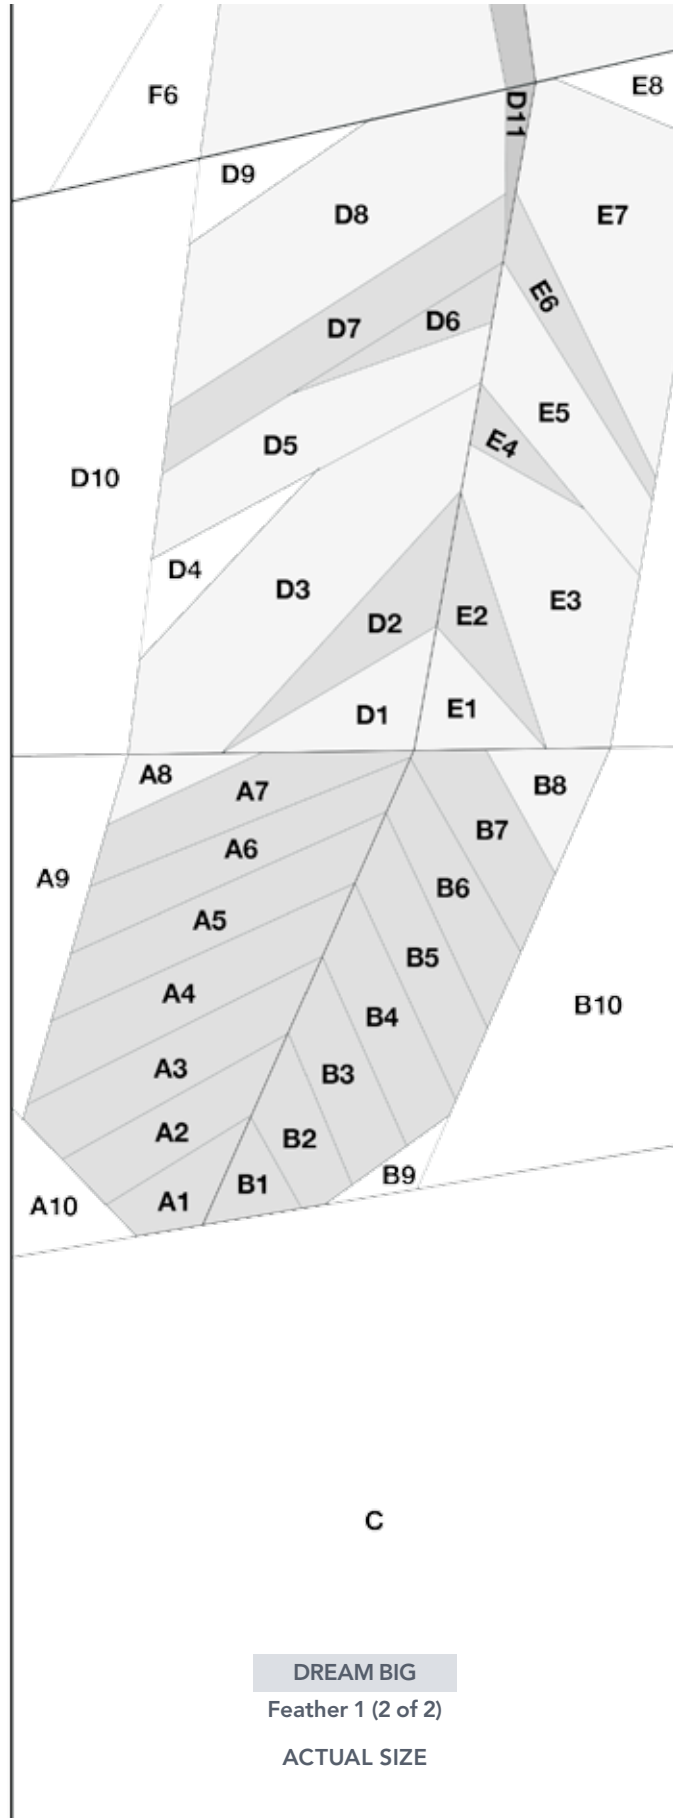 E8
F6
D11
D9
D8
E7
E6
D7
D6
E5
D5
E4
D10
D4
D3
E3
D2
E2
D1
E1
A8
A7
B8
B7
A6
A9
B6
A5
B5
A4
B10
B4
A3
B3
A2
B2
B9
B1
A1
A10
C
DREAM BIG
Feather 1 (2 of 2)
ACTUAL SIZE